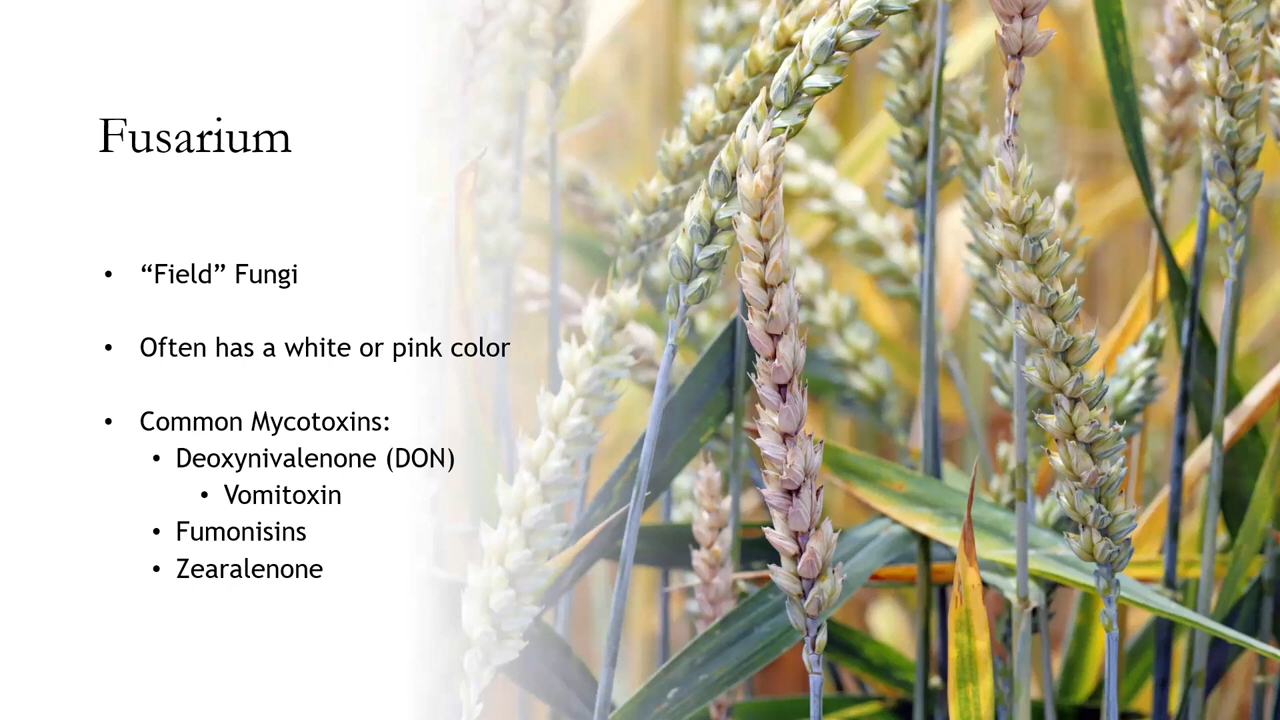 Fusarium
• “Field” Fungi
• Often has a white or pink color
• Common Mycotoxins:
• Deoxynivalenone (DON)
• Vomitoxin
• Fumonisins
• Zearalenone